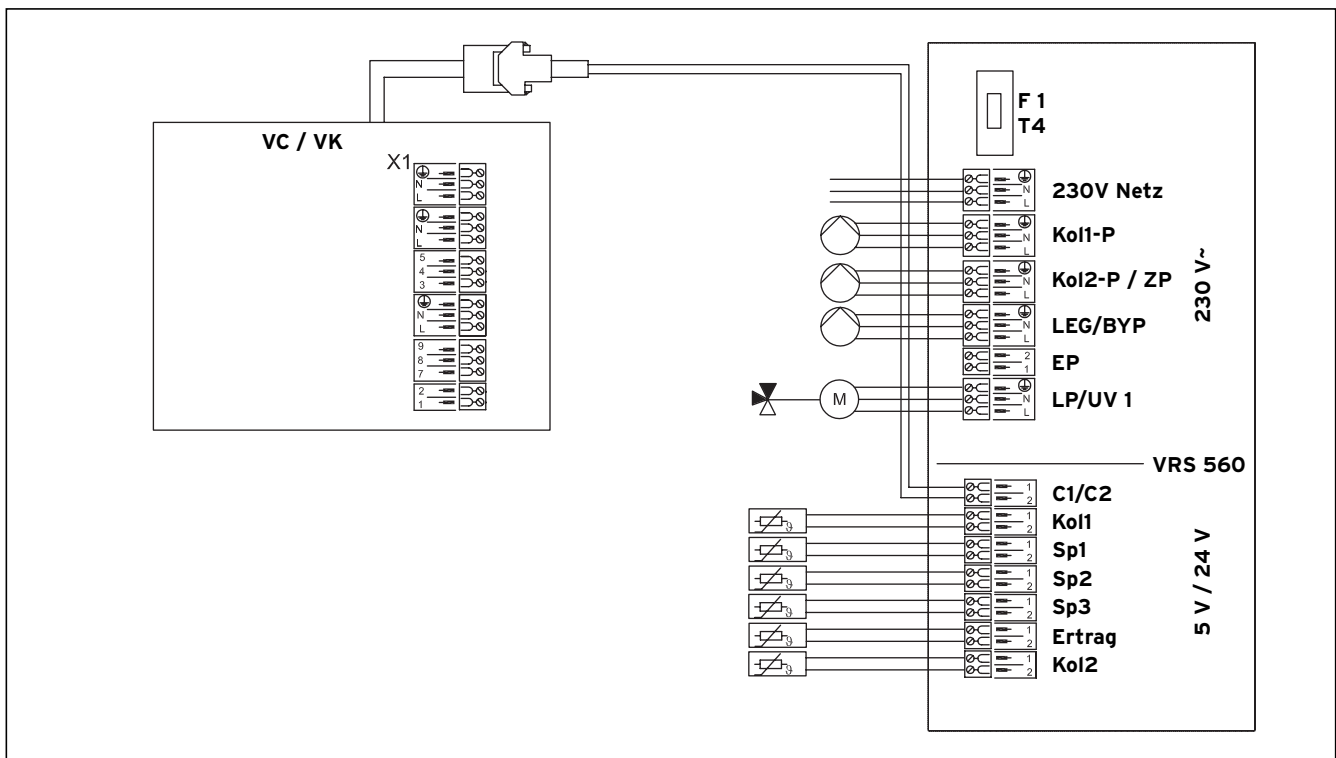 VC / VK
X1
N
L
N
L
5
4
3
N
L
9
8
7
2
1
F 1
T4
N
L
230V Netz
N
L
Kol1-P
N
L
Kol2-P / ZP
N
L
LEG/BYP
2
1
EP
N
L
LP/UV 1
M
230 V~
VRS 560
1
2
C1/C2
ϑ
1
2
Kol1
ϑ
1
2
Sp1
ϑ
1
2
Sp2
ϑ
1
2
Sp3
ϑ
1
2
Ertrag
ϑ
1
2
Kol2
5 V / 24 V